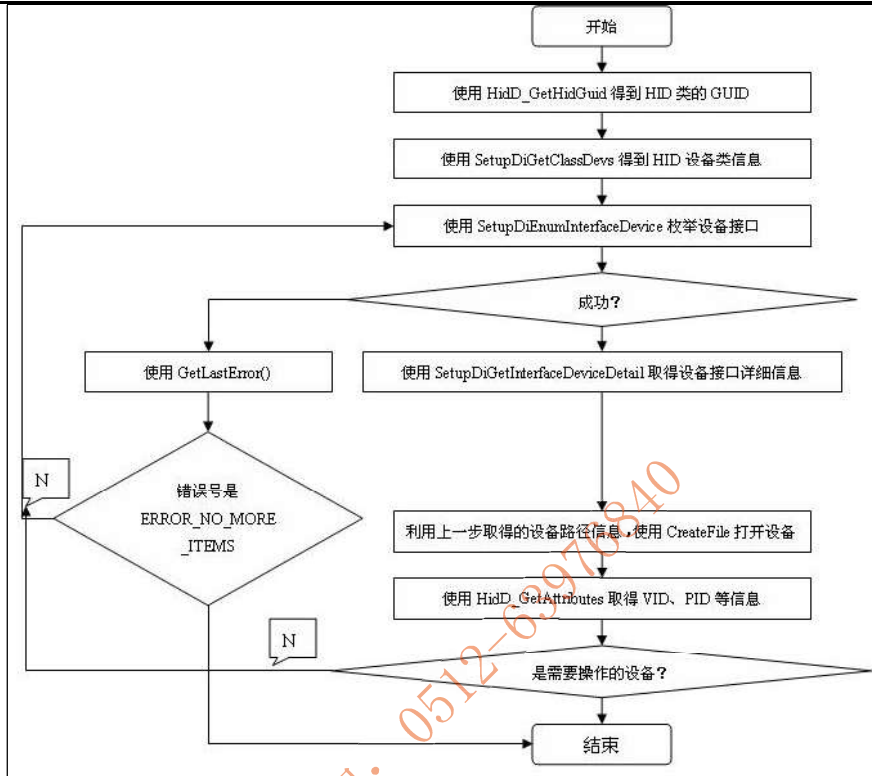 开始
使用 HidD_GetHidGuid 得到 HID 类的 GUID
使用 SetupDiGetClassDevs 得到 HID 设备类信息
使用 SetupDiEnumInterfaceDevice 枚举设备接口
成功?
使用 GetLastError()
使用 SetupDiGetInterfaceDeviceDetail 取得设备接口详细信息
N
错误号是
ERROR_NO_MORE
_ITEMS
利用上一步取得的设备路径信息,使用 CreateFile 打开设备
使用 HidD_GetAttributes 取得 VID、PID 等信息
N
是需要操作的设备?
结束
0512-63976840